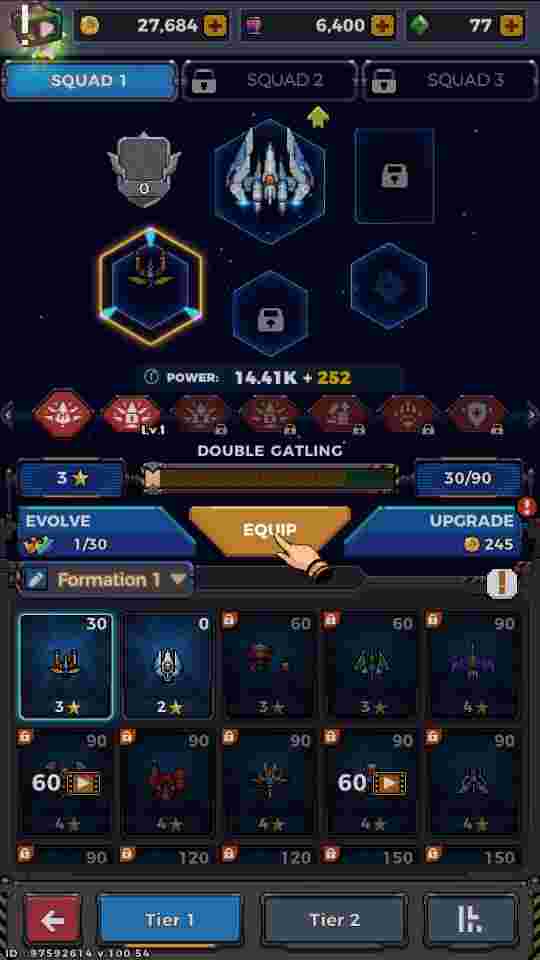 27,684
6,400
77
SQUAD 1
SQUAD 2
SQUAD 3
0
POWER: 14.41K + 252
Lv.1
DOUBLE GATLING
3
30/90
EVOLVE
1/30
EQUIP
UPGRADE
245
Formation 1
30
0
60
60
90
3
2
3
3
4
90
90
90
90
90
60
60
4
4
4
4
4
90
120
120
150
150
Tier 1
Tier 2
ID : 97592614 v.100.54